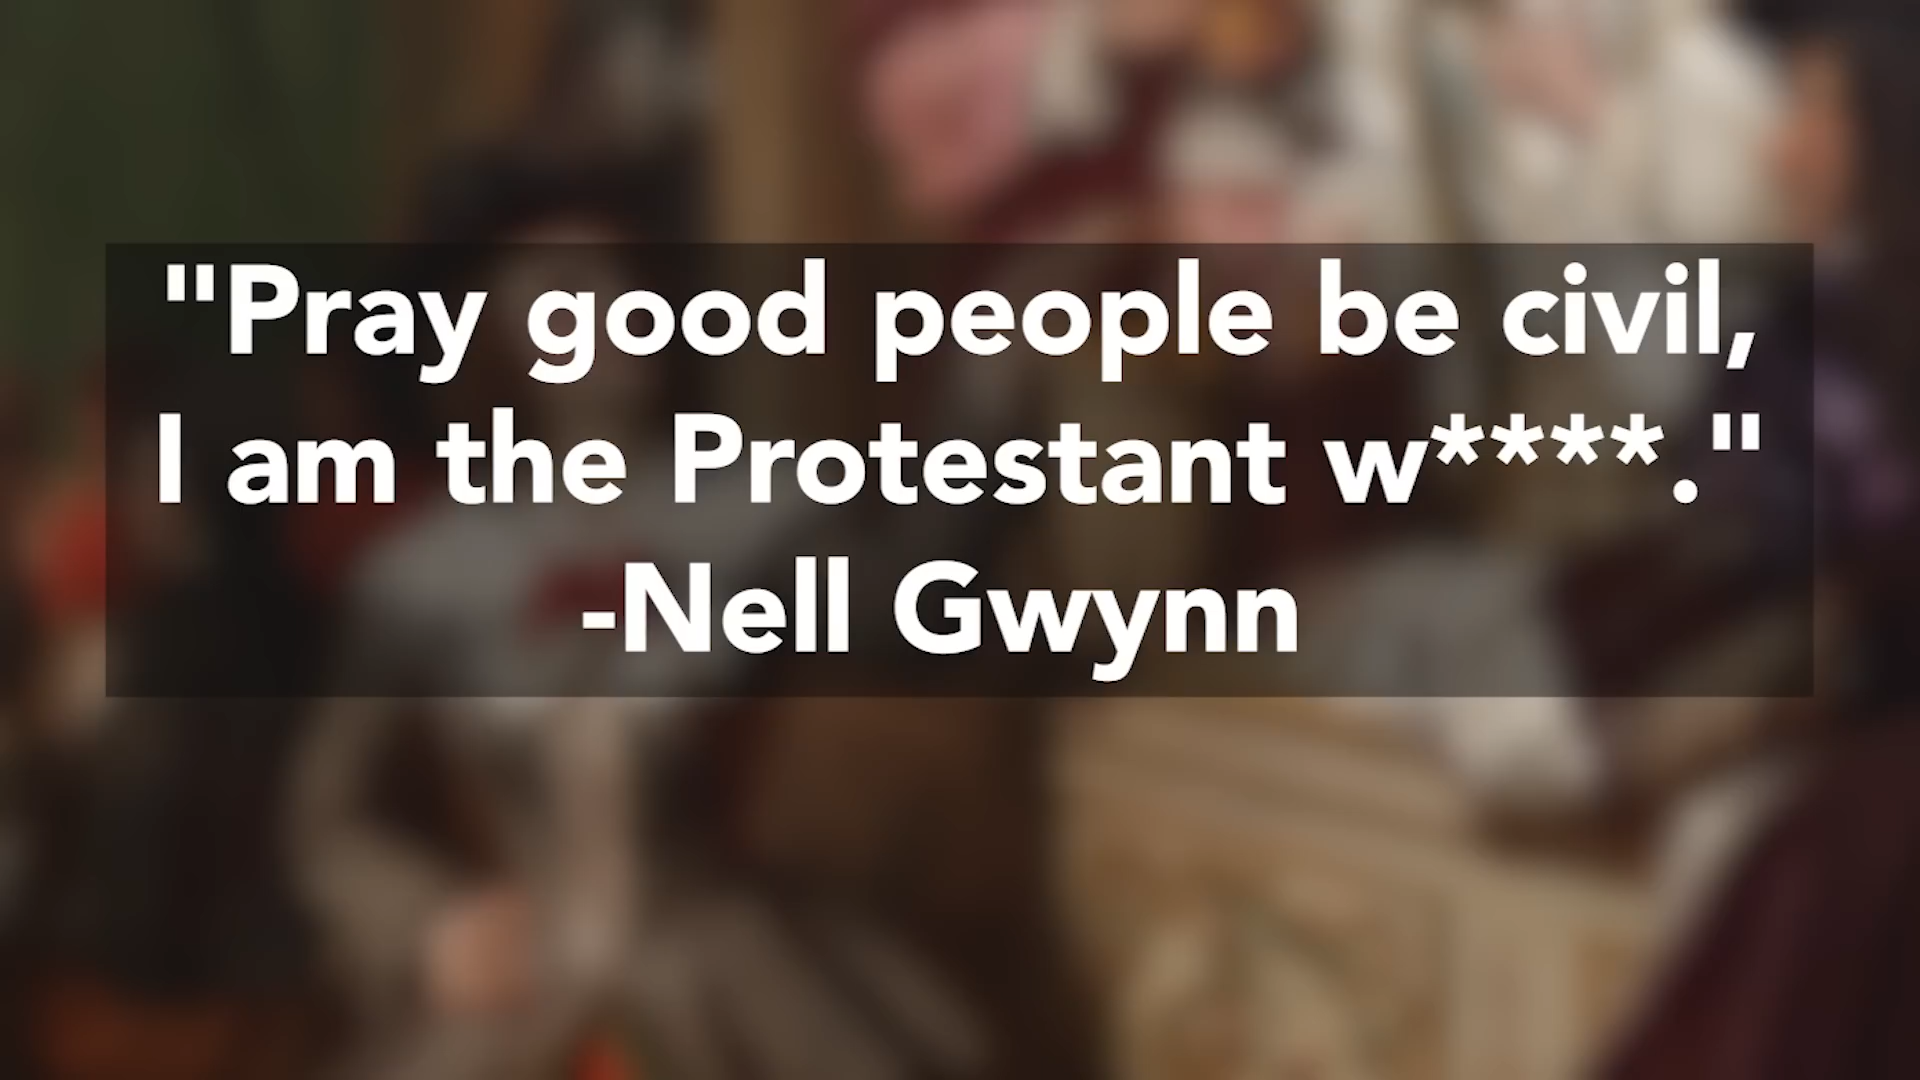 "Pray good people be civil,
I am the Protestant w****."
-Nell Gwynn